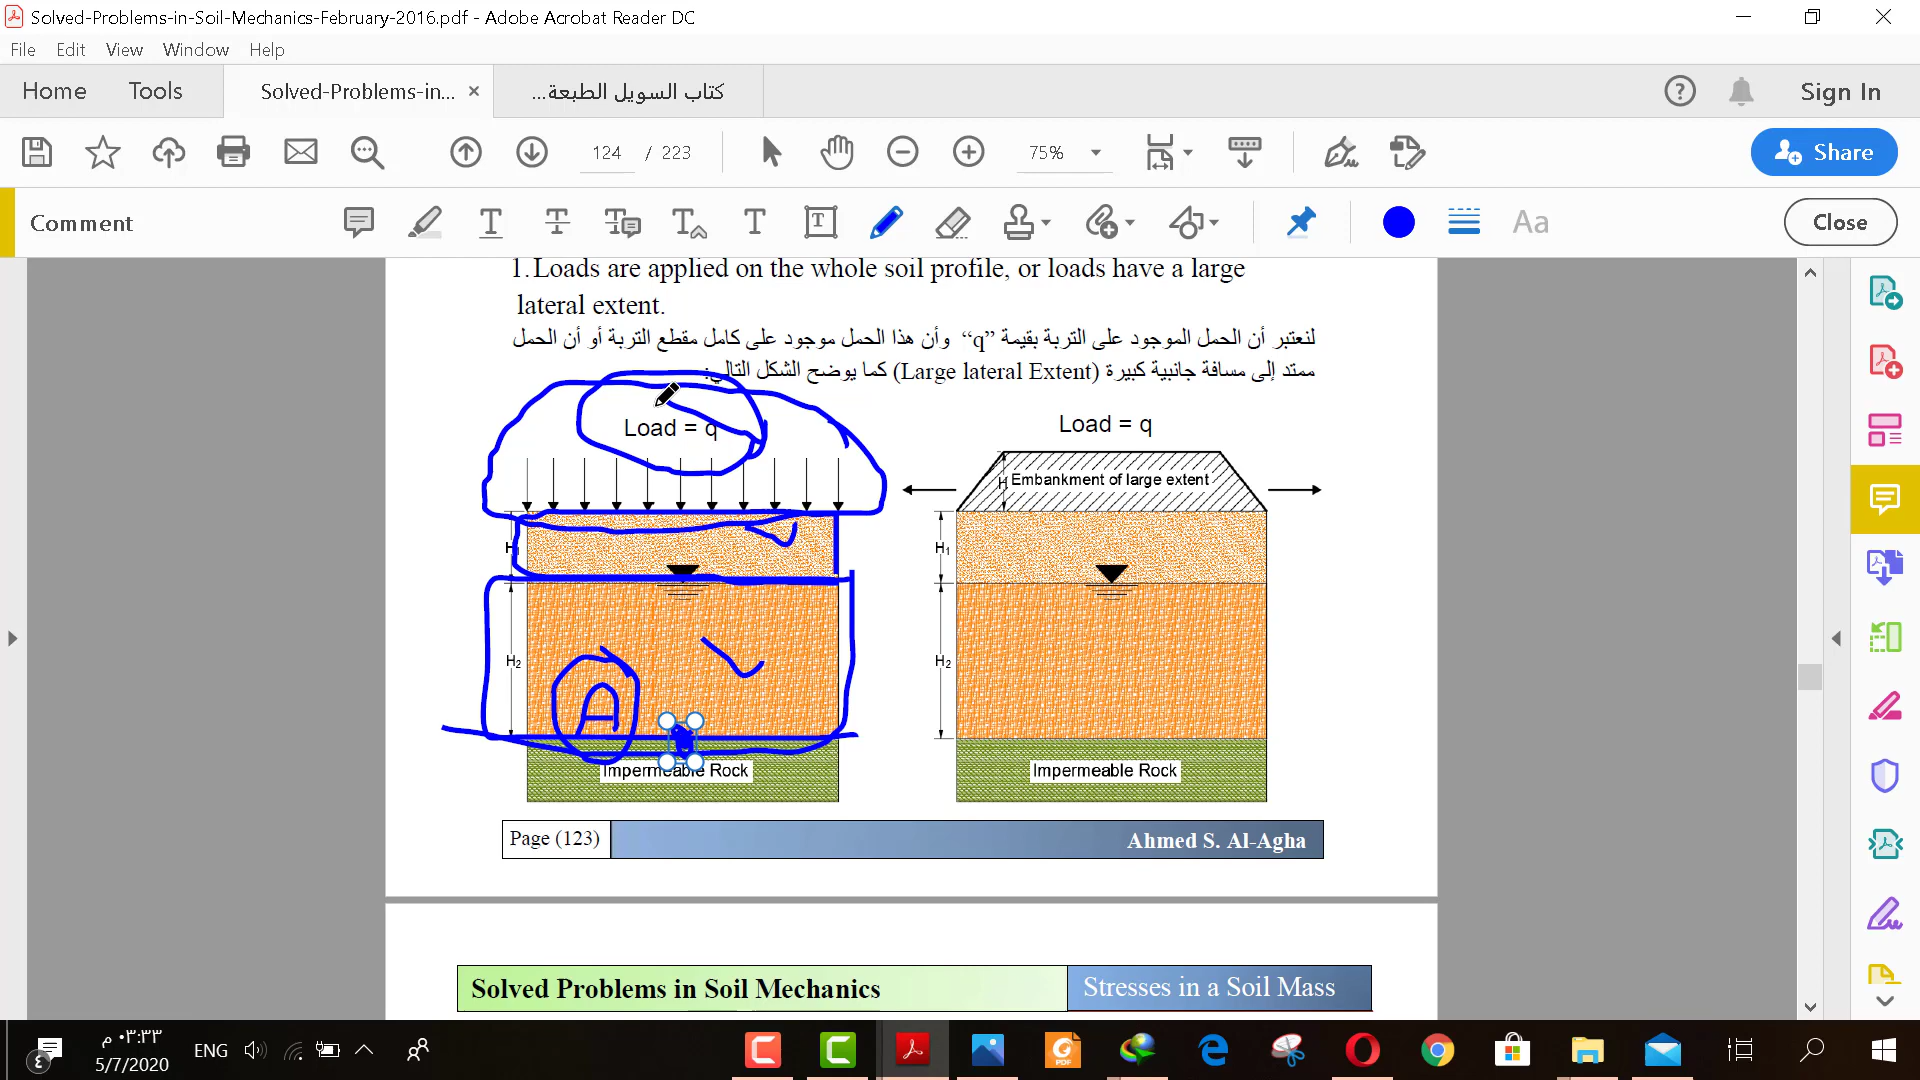 Solved-Problems-in-Soil-Mechanics-February-2016.pdf - Adobe Acrobat Reader DC
File Edit View Window Help
Home Tools Solved-Problems-in... × كتاب السويل الطبعة... Sign In
124 / 223 75% Share
Comment Aa Close
1. Loads are applied on the whole soil profile, or loads have a large
lateral extent.
لنعتبر أن الحمل الموجود على التربة بقيمة “q” وأن هذا الحمل موجود على كامل مقطع التربة أو أن الحمل
ممتد إلى مسافة جانبية كبيرة (Large lateral Extent) كما يوضح الشكل التالي:
Load = q Load = q
H Embankment of large extent
H₁ H₁
H₂ H₂
A
Impermeable Rock Impermeable Rock
Page (123) Ahmed S. Al-Agha
Solved Problems in Soil Mechanics Stresses in a Soil Mass
٠٣:٣٣ م
ENG
5/7/2020
٤
PDF